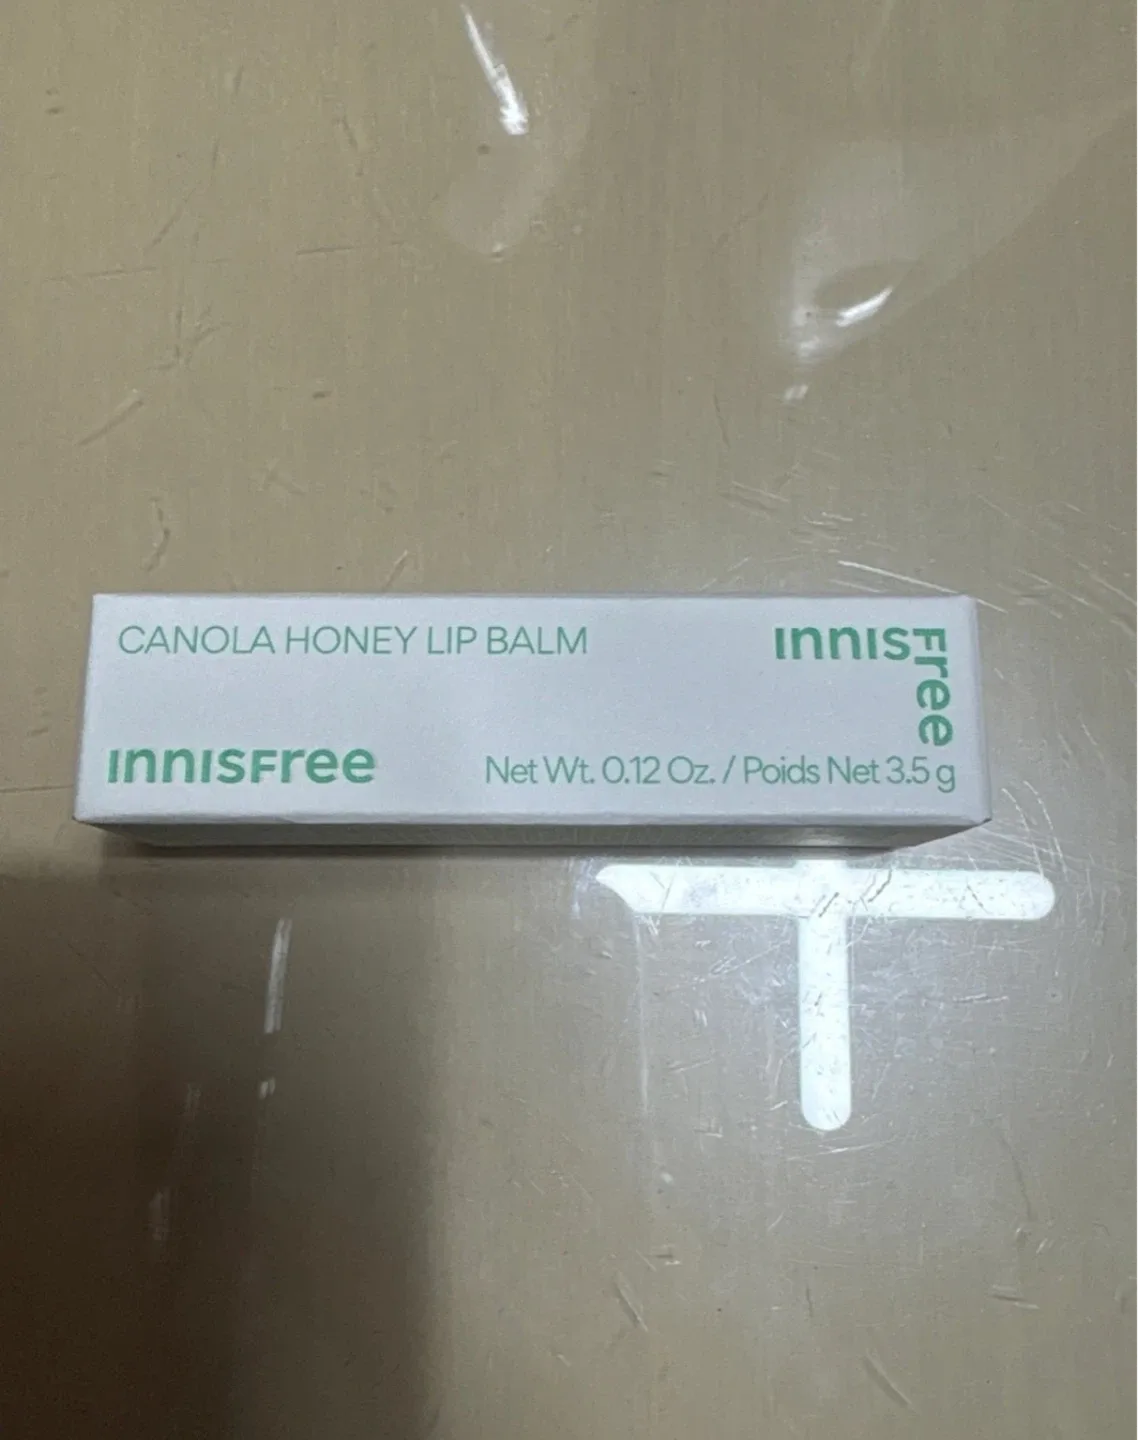 CANOLA HONEY LIP BALM
INNISFree
INNISFree
Net Wt. 0.12 Oz. / Poids Net 3.5 g